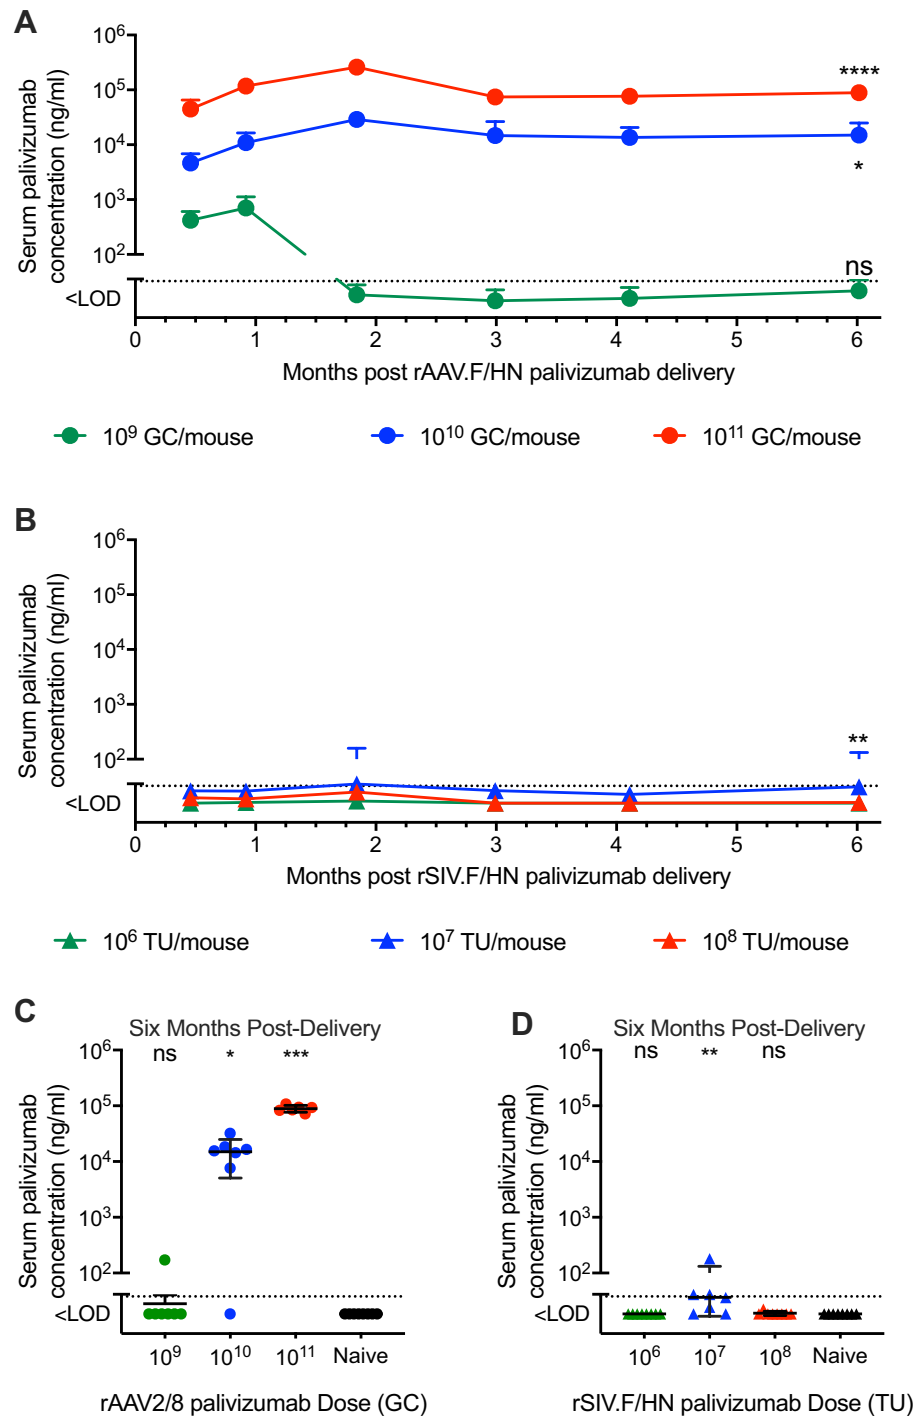 A
Serum palivizumab
concentration (ng/ml)
10⁶
10⁵
10⁴
10³
10²
<LOD
****
*
ns
0 1 2 3 4 5 6
Months post rAAV.F/HN palivizumab delivery
10⁹ GC/mouse 10¹⁰ GC/mouse 10¹¹ GC/mouse
B
Serum palivizumab
concentration (ng/ml)
10⁶
10⁵
10⁴
10³
10²
<LOD
**
0 1 2 3 4 5 6
Months post rSIV.F/HN palivizumab delivery
10⁶ TU/mouse 10⁷ TU/mouse 10⁸ TU/mouse
C
Six Months Post-Delivery
Serum palivizumab
concentration (ng/ml)
10⁶
10⁵
10⁴
10³
10²
<LOD
ns * ***
10⁹ 10¹⁰ 10¹¹ Naive
rAAV2/8 palivizumab Dose (GC)
D
Six Months Post-Delivery
Serum palivizumab
concentration (ng/ml)
10⁶
10⁵
10⁴
10³
10²
<LOD
ns ** ns
10⁶ 10⁷ 10⁸ Naive
rSIV.F/HN palivizumab Dose (TU)